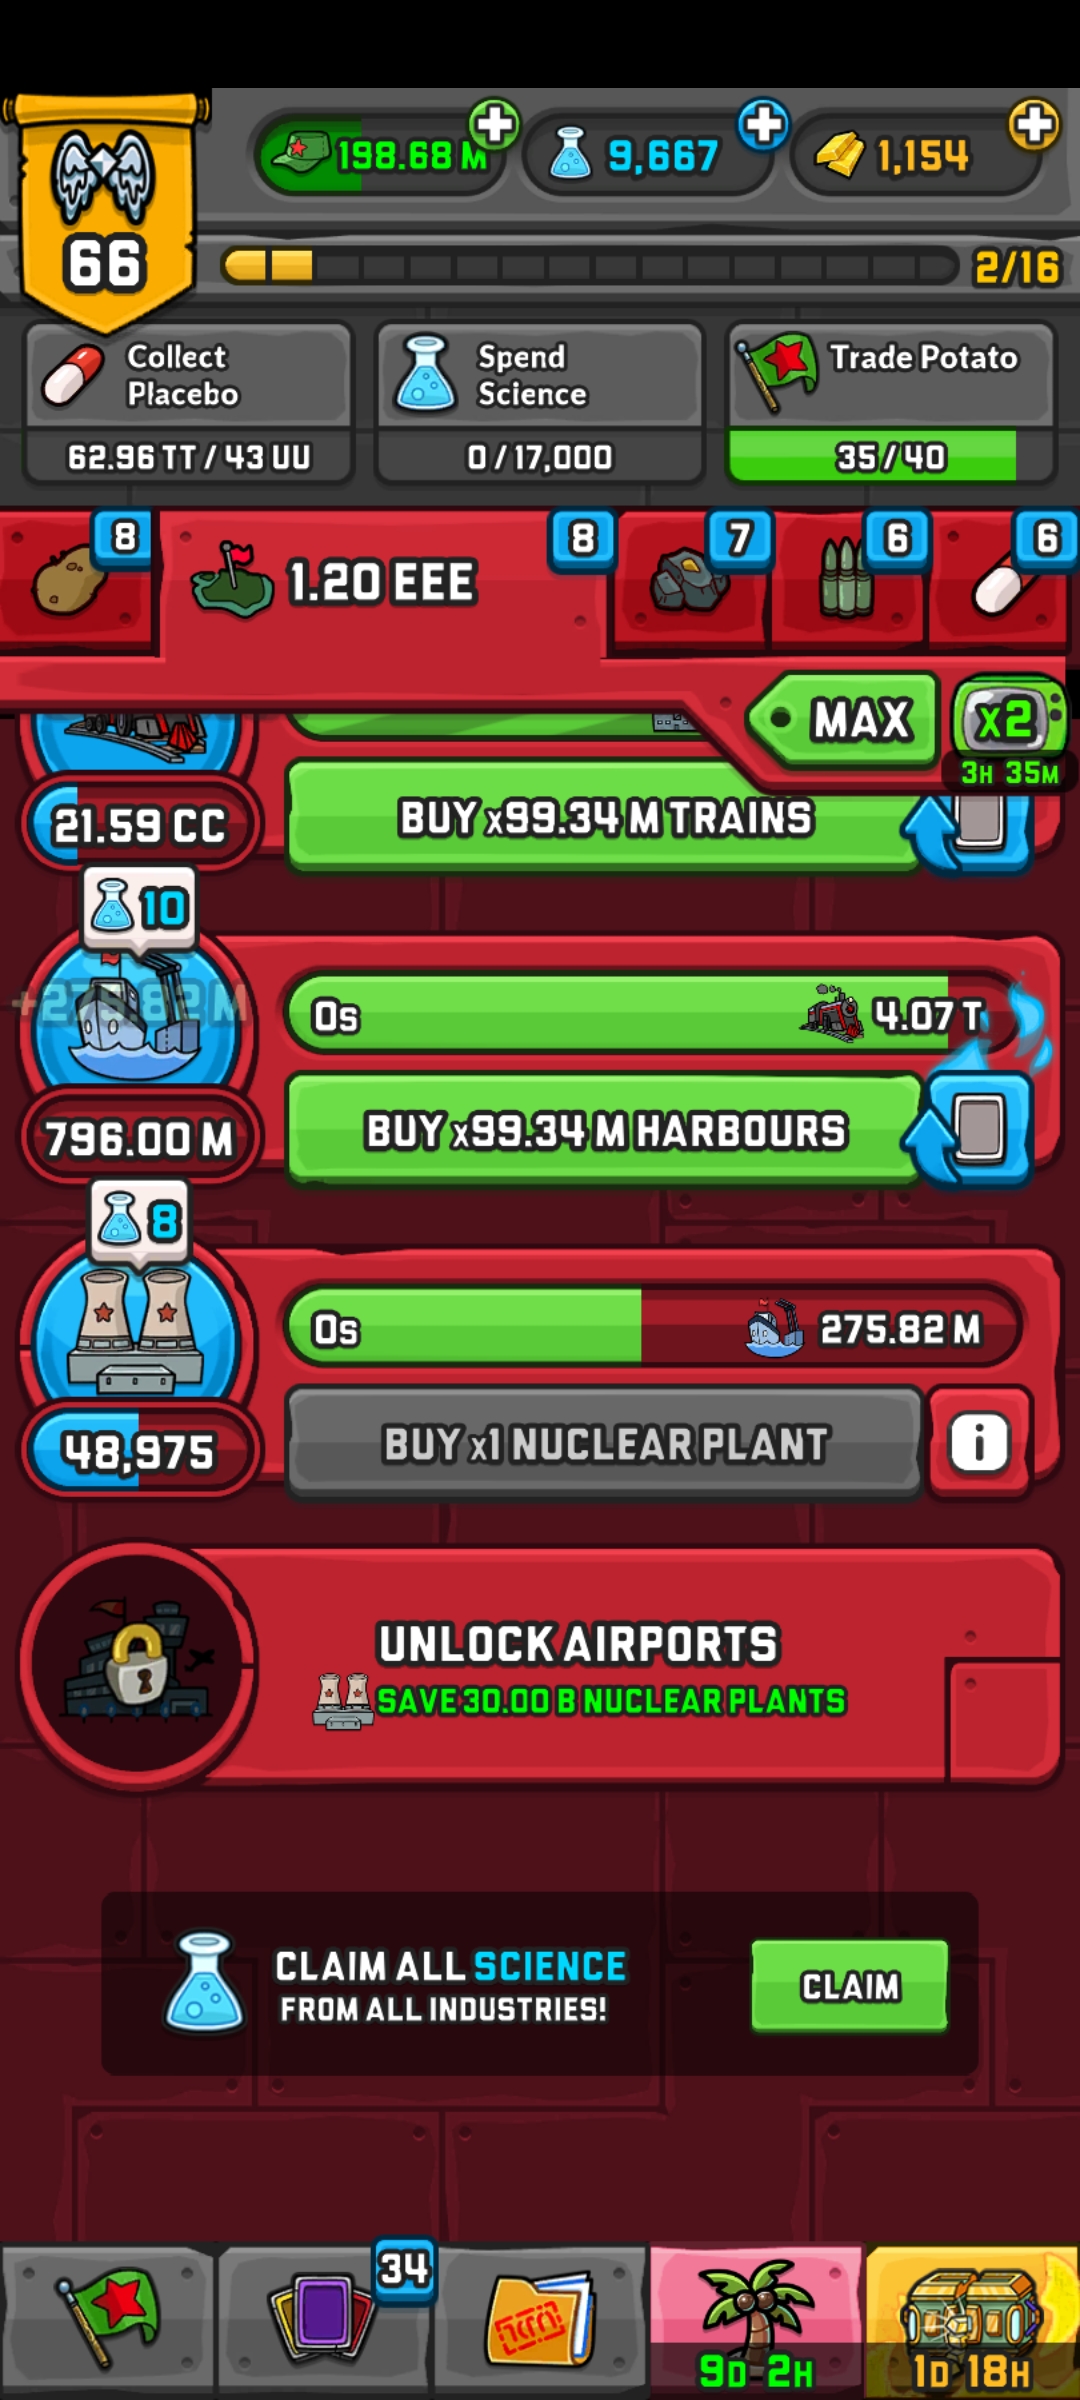 198.68 M
9,667
1,154
66
2/16
Collect
Placebo
62.96 TT / 43 UU
Spend
Science
0 / 17,000
Trade Potato
35 / 40
8
1.20 EEE
8
7
6
6
MAX
x2
3H 35M
21.59 CC
BUY x99.34 M TRAINS
10
+275.82 M
0s
4.07 T
796.00 M
BUY x99.34 M HARBOURS
8
0s
275.82 M
48,975
BUY x1 NUCLEAR PLANT
i
UNLOCK AIRPORTS
SAVE 30.00 B NUCLEAR PLANTS
CLAIM ALL SCIENCE
FROM ALL INDUSTRIES!
CLAIM
34
9D 2H
1D 18H